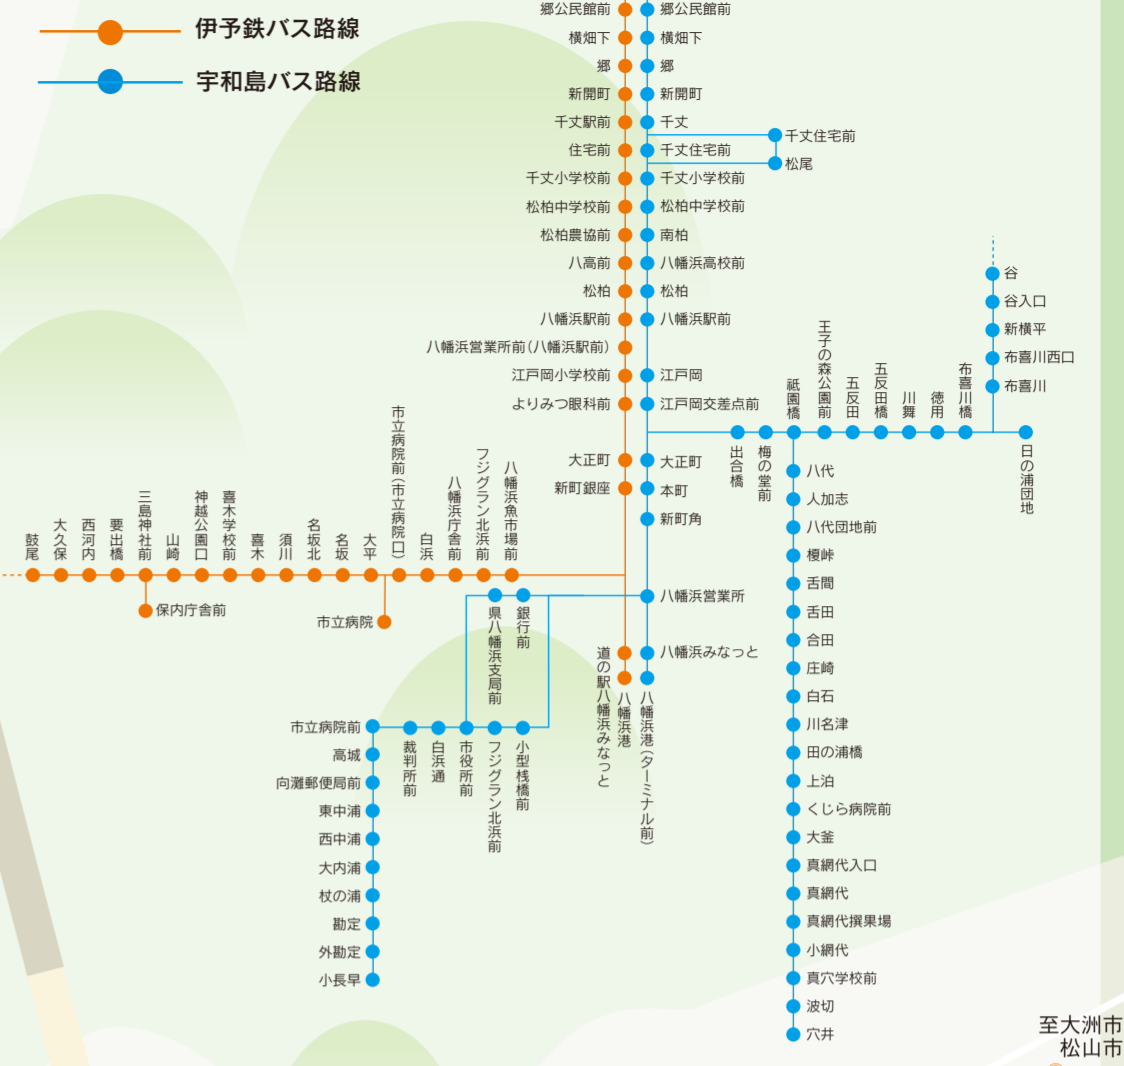 伊予鉄バス路線
宇和島バス路線
郷公民館前
横畑下
郷
新開町
千丈駅前
住宅前
千丈小学校前
松柏中学校前
松柏農協前
八高前
松柏
八幡浜駅前
八幡浜営業所前(八幡浜駅前)
江戸岡小学校前
よりみつ眼科前
大正町
新町銀座
道の駅八幡浜みなっと
八幡浜港
郷公民館前
横畑下
郷
新開町
千丈
千丈住宅前
千丈小学校前
松柏中学校前
南柏
八幡浜高校前
松柏
八幡浜駅前
江戸岡
江戸岡交差点前
大正町
本町
新町角
八幡浜営業所
八幡浜みなっと
八幡浜港(ターミナル前)
千丈住宅前
松尾
谷
谷入口
新横平
布喜川西口
布喜川
出合橋
梅の堂前
祇園橋
王子の森公園前
五反田
五反田橋
川舞
徳用
布喜川橋
日の浦団地
八代
人加志
八代団地前
榎峠
舌間
舌田
合田
庄崎
白石
川名津
田の浦橋
上泊
くじら病院前
大釜
真網代入口
真網代
真網代撰果場
小網代
真穴学校前
波切
穴井
鼓尾
大久保
西河内
要出橋
三島神社前
山崎
神越公園口
喜木学校前
喜木
須川
名坂北
名坂
大平
市立病院前(市立病院口)
白浜
八幡浜庁舎前
フジグラン北浜前
八幡浜魚市場前
保内庁舎前
市立病院
県八幡浜支局前
銀行前
市立病院前
裁判所前
白浜通
市役所前
フジグラン北浜前
小型桟橋前
高城
向灘郵便局前
東中浦
西中浦
大内浦
杖の浦
勘定
外勘定
小長早
至大洲市
松山市